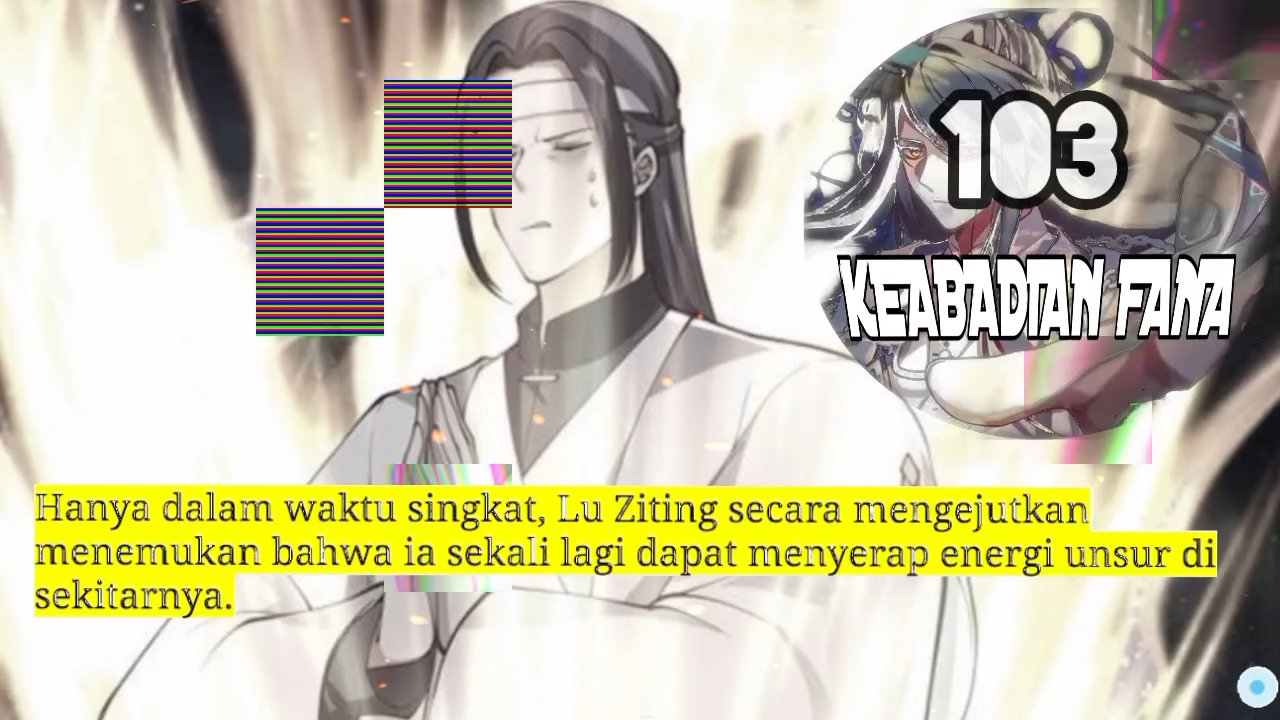 103
KEABADIAN FANA
Hanya dalam waktu singkat, Lu Ziting secara mengejutkan
menemukan bahwa ia sekali lagi dapat menyerap energi unsur di
sekitarnya.